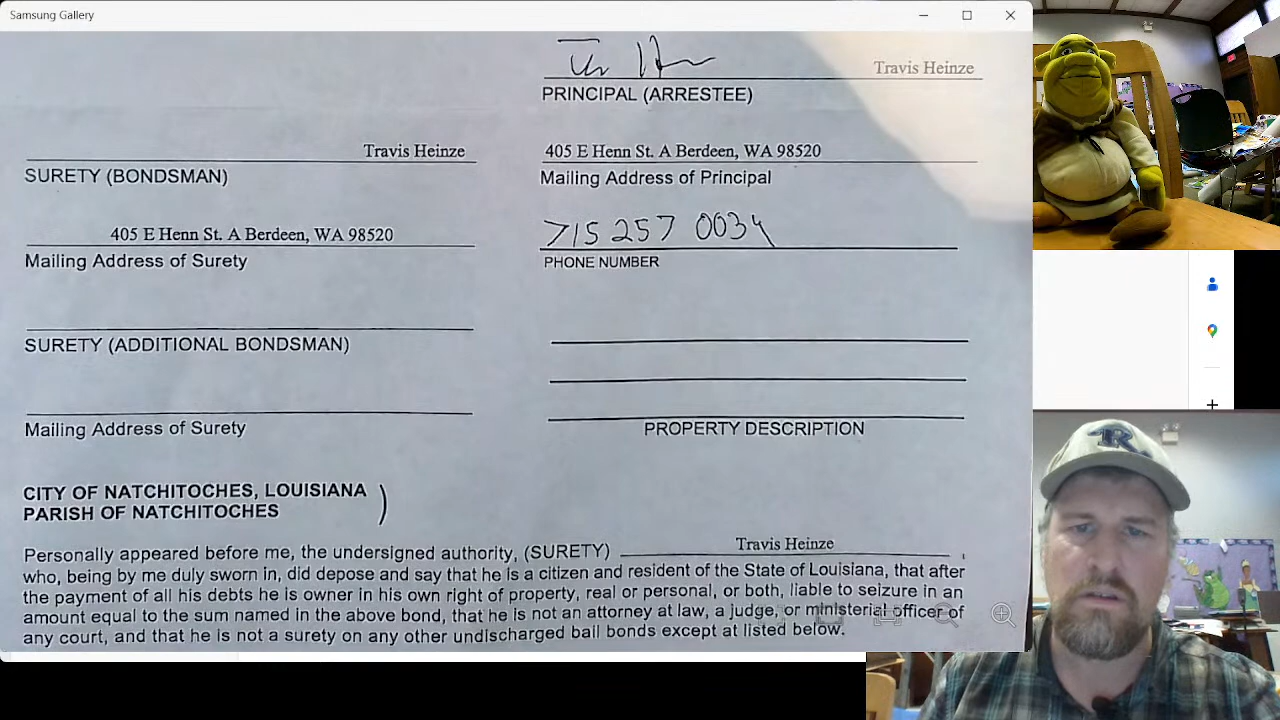 Samsung Gallery
Travis Heinze
PRINCIPAL (ARRESTEE)
Travis Heinze
SURETY (BONDSMAN)
405 E Henn St. A Berdeen, WA 98520
Mailing Address of Principal
405 E Henn St. A Berdeen, WA 98520
Mailing Address of Surety
715 257 0034
PHONE NUMBER
SURETY (ADDITIONAL BONDSMAN)
Mailing Address of Surety
PROPERTY DESCRIPTION
CITY OF NATCHITOCHES, LOUISIANA )
PARISH OF NATCHITOCHES
Personally appeared before me, the undersigned authority, (SURETY) Travis Heinze ,
who, being by me duly sworn in, did depose and say that he is a citizen and resident of the State of Louisiana, that after
the payment of all his debts he is owner in his own right of property, real or personal, or both, liable to seizure in an
amount equal to the sum named in the above bond, that he is not an attorney at law, a judge, or ministerial officer of
any court, and that he is not a surety on any other undischarged bail bonds except at listed below.
R